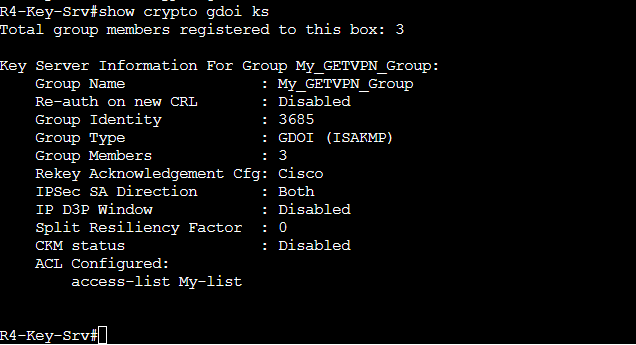 R4-Key-Srv#show crypto gdoi ks
Total group members registered to this box: 3
Key Server Information For Group My_GETVPN_Group:
    Group Name               : My_GETVPN_Group
    Re-auth on new CRL       : Disabled
    Group Identity           : 3685
    Group Type               : GDOI (ISAKMP)
    Group Members            : 3
    Rekey Acknowledgement Cfg: Cisco
    IPSec SA Direction       : Both
    IP D3P Window            : Disabled
    Split Resiliency Factor  : 0
    CKM status               : Disabled
    ACL Configured:
        access-list My-list
R4-Key-Srv#